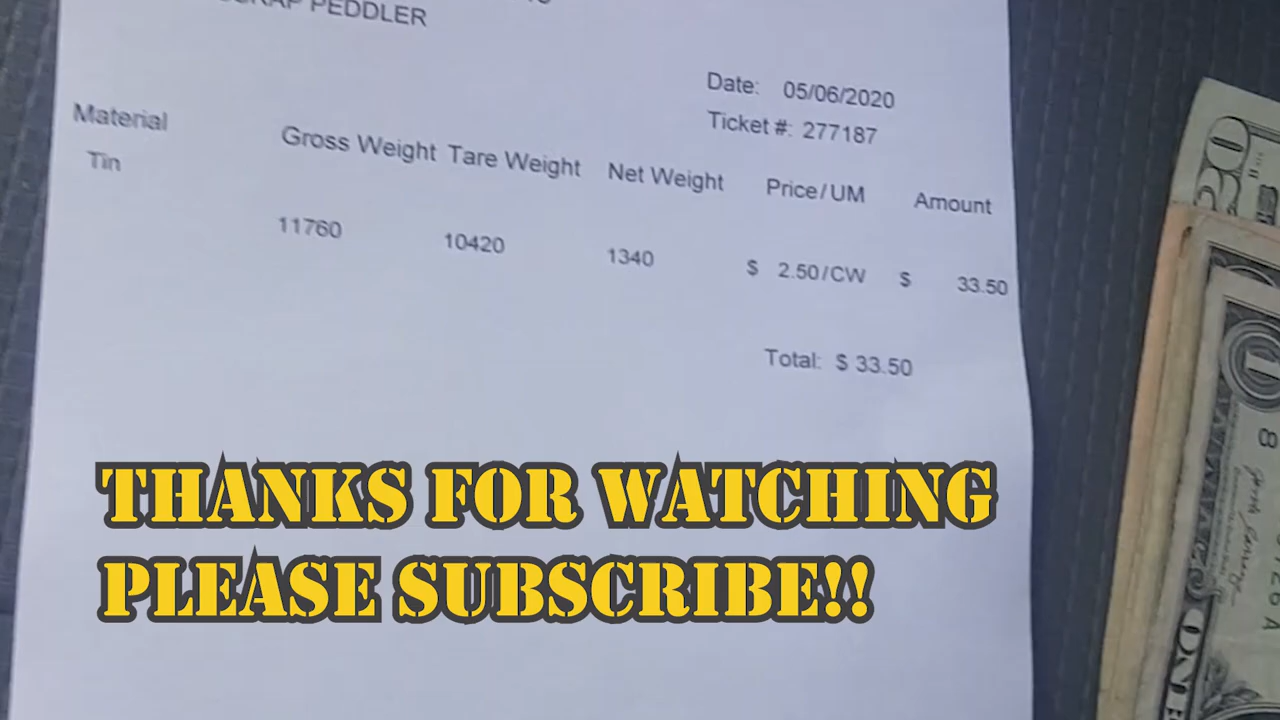 SCRAP PEDDLER
Date: 05/06/2020
Ticket #: 277187
Material Gross Weight Tare Weight Net Weight Price/UM Amount
Tin
11760 10420 1340 $ 2.50/CW $ 33.50
Total: $ 33.50
THANKS FOR WATCHING
PLEASE SUBSCRIBE!!